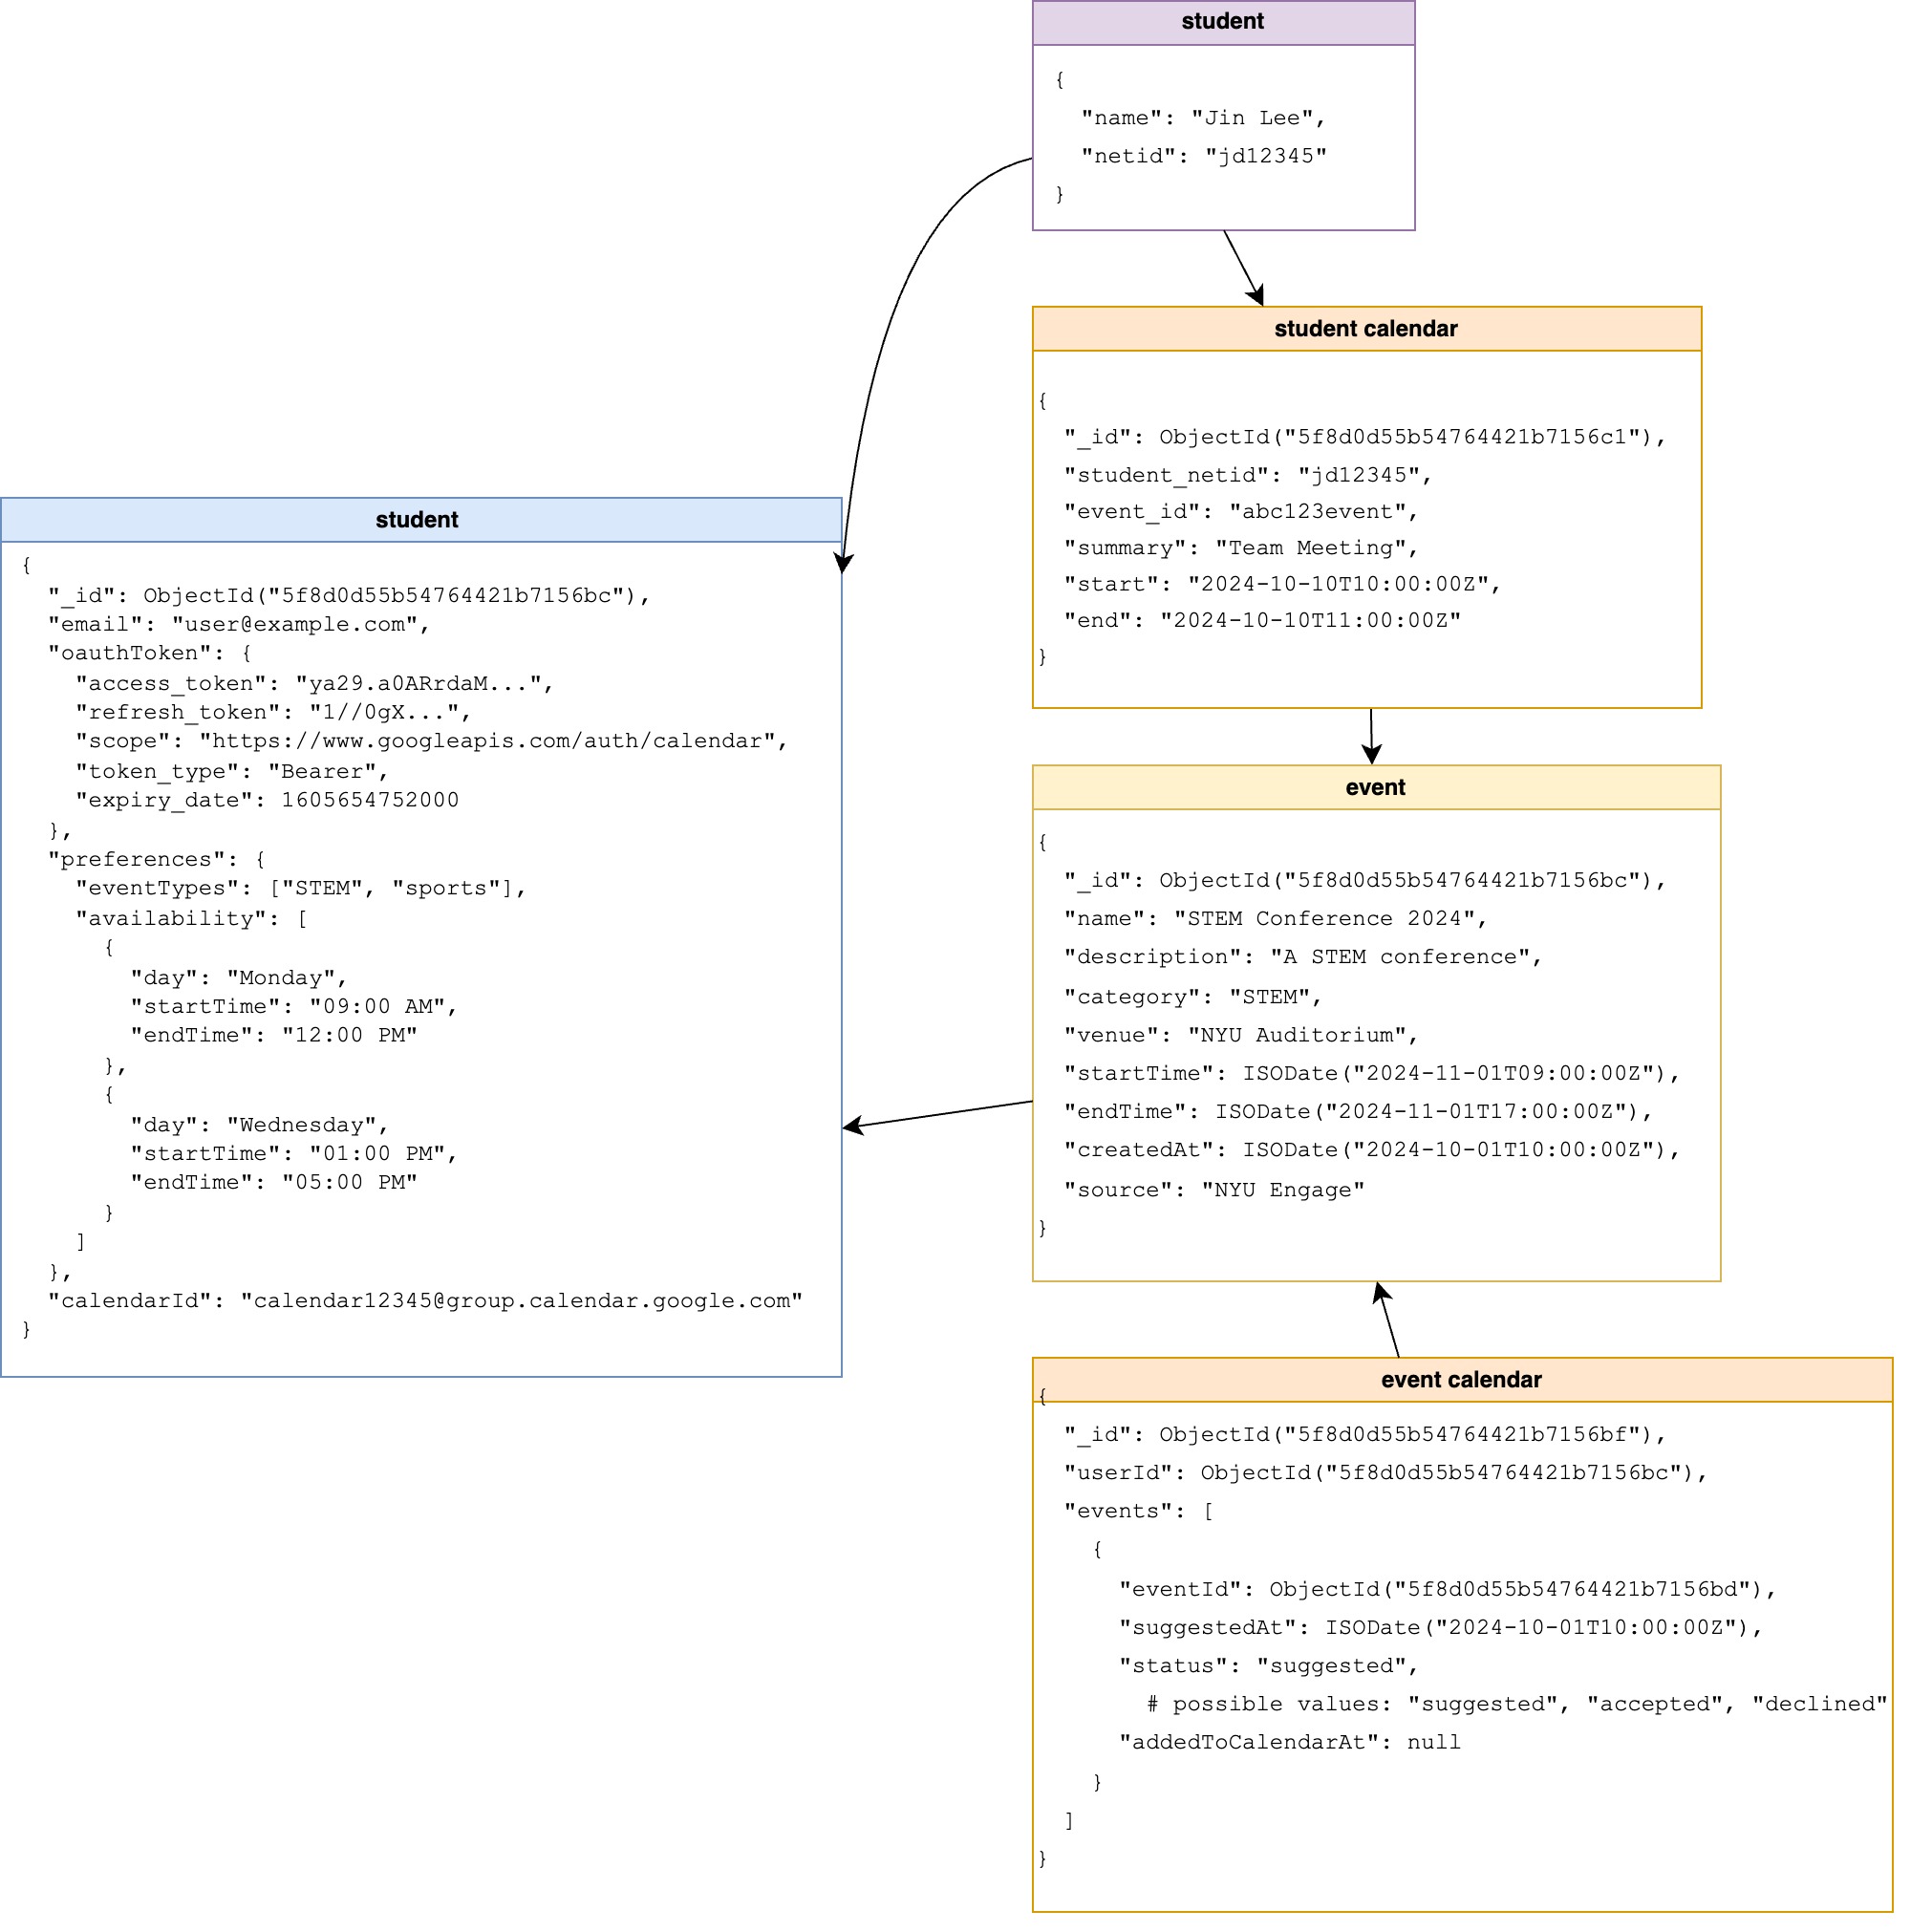 student
{
  "name": "Jin Lee",
  "netid": "jd12345"
}
student calendar
{
  "_id": ObjectId("5f8d0d55b54764421b7156c1"),
  "student_netid": "jd12345",
  "event_id": "abc123event",
  "summary": "Team Meeting",
  "start": "2024-10-10T10:00:00Z",
  "end": "2024-10-10T11:00:00Z"
}
student
{
  "_id": ObjectId("5f8d0d55b54764421b7156bc"),
  "email": "user@example.com",
  "oauthToken": {
    "access_token": "ya29.a0ARrdaM...",
    "refresh_token": "1//0gX...",
    "scope": "https://www.googleapis.com/auth/calendar",
    "token_type": "Bearer",
    "expiry_date": 1605654752000
  },
  "preferences": {
    "eventTypes": ["STEM", "sports"],
    "availability": [
      {
        "day": "Monday",
        "startTime": "09:00 AM",
        "endTime": "12:00 PM"
      },
      {
        "day": "Wednesday",
        "startTime": "01:00 PM",
        "endTime": "05:00 PM"
      }
    ]
  },
  "calendarId": "calendar12345@group.calendar.google.com"
}
event
{
  "_id": ObjectId("5f8d0d55b54764421b7156bc"),
  "name": "STEM Conference 2024",
  "description": "A STEM conference",
  "category": "STEM",
  "venue": "NYU Auditorium",
  "startTime": ISODate("2024-11-01T09:00:00Z"),
  "endTime": ISODate("2024-11-01T17:00:00Z"),
  "createdAt": ISODate("2024-10-01T10:00:00Z"),
  "source": "NYU Engage"
}
event calendar
{
  "_id": ObjectId("5f8d0d55b54764421b7156bf"),
  "userId": ObjectId("5f8d0d55b54764421b7156bc"),
  "events": [
    {
      "eventId": ObjectId("5f8d0d55b54764421b7156bd"),
      "suggestedAt": ISODate("2024-10-01T10:00:00Z"),
      "status": "suggested",
        # possible values: "suggested", "accepted", "declined"
      "addedToCalendarAt": null
    }
  ]
}